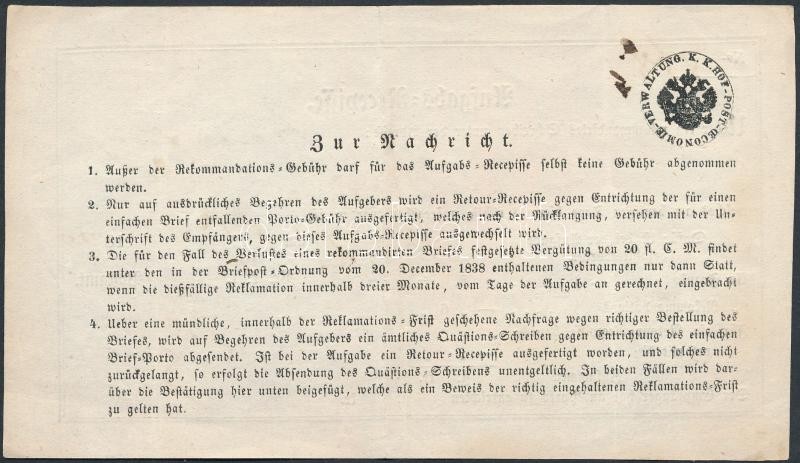 VERWALTUNG. K. K. HOF-POST-ŒCONOMIE-
Zur Nachricht.
1. Außer der Rekommandations-Gebühr darf für das Aufgabs-Recepisse selbst keine Gebühr abgenommen
werden.
2. Nur auf ausdrückliches Begehren des Aufgebers wird ein Retour-Recepisse gegen Entrichtung der für einen
einfachen Brief entfallenden Porto-Gebühr ausgefertigt, welches nach der Rücklangung, versehen mit der Un-
terschrift des Empfängers, gegen dieses Aufgabs-Recepisse ausgewechselt wird.
3. Die für den Fall des Verlustes eines rekommandirten Briefes festgesetzte Vergütung von 20 fl. C. M. findet
unter den in der Briefpost-Ordnung vom 20. December 1838 enthaltenen Bedingungen nur dann Statt,
wenn die dießfällige Reklamation innerhalb dreier Monate, vom Tage der Aufgabe an gerechnet, eingebracht
wird.
4. Ueber eine mündliche, innerhalb der Reklamations-Frist geschehene Nachfrage wegen richtiger Bestellung des
Briefes, wird auf Begehren des Aufgebers ein ämtliches Quästions-Schreiben gegen Entrichtung des einfachen
Brief-Porto abgesendet. Ist bei der Aufgabe ein Retour-Recepisse ausgefertigt worden, und solches nicht
zurückgelangt, so erfolgt die Absendung des Quästions-Schreibens unentgeltlich. In beiden Fällen wird dar-
über die Bestätigung hier unten beigefügt, welche als ein Beweis der richtig eingehaltenen Reklamations-Frist
zu gelten hat.